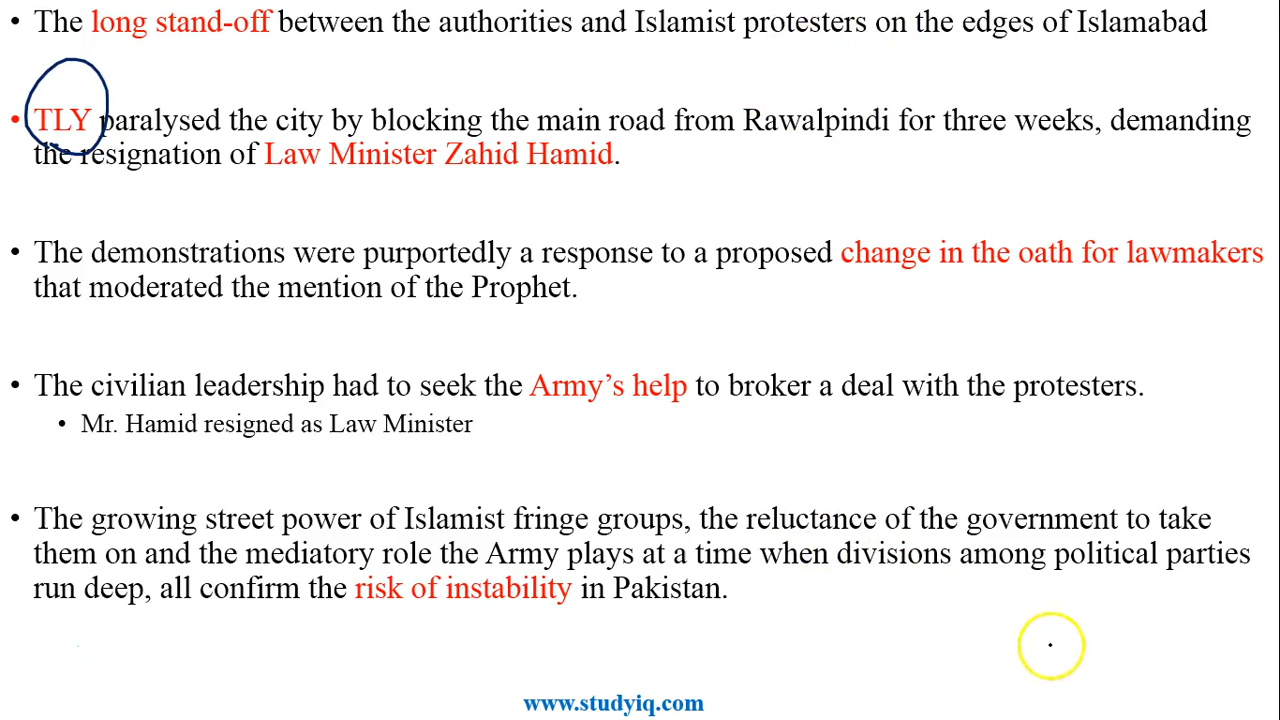 • The long stand-off between the authorities and Islamist protesters on the edges of Islamabad
• TLY paralysed the city by blocking the main road from Rawalpindi for three weeks, demanding
the resignation of Law Minister Zahid Hamid.
• The demonstrations were purportedly a response to a proposed change in the oath for lawmakers
that moderated the mention of the Prophet.
• The civilian leadership had to seek the Army’s help to broker a deal with the protesters.
• Mr. Hamid resigned as Law Minister
• The growing street power of Islamist fringe groups, the reluctance of the government to take
them on and the mediatory role the Army plays at a time when divisions among political parties
run deep, all confirm the risk of instability in Pakistan.
www.studyiq.com